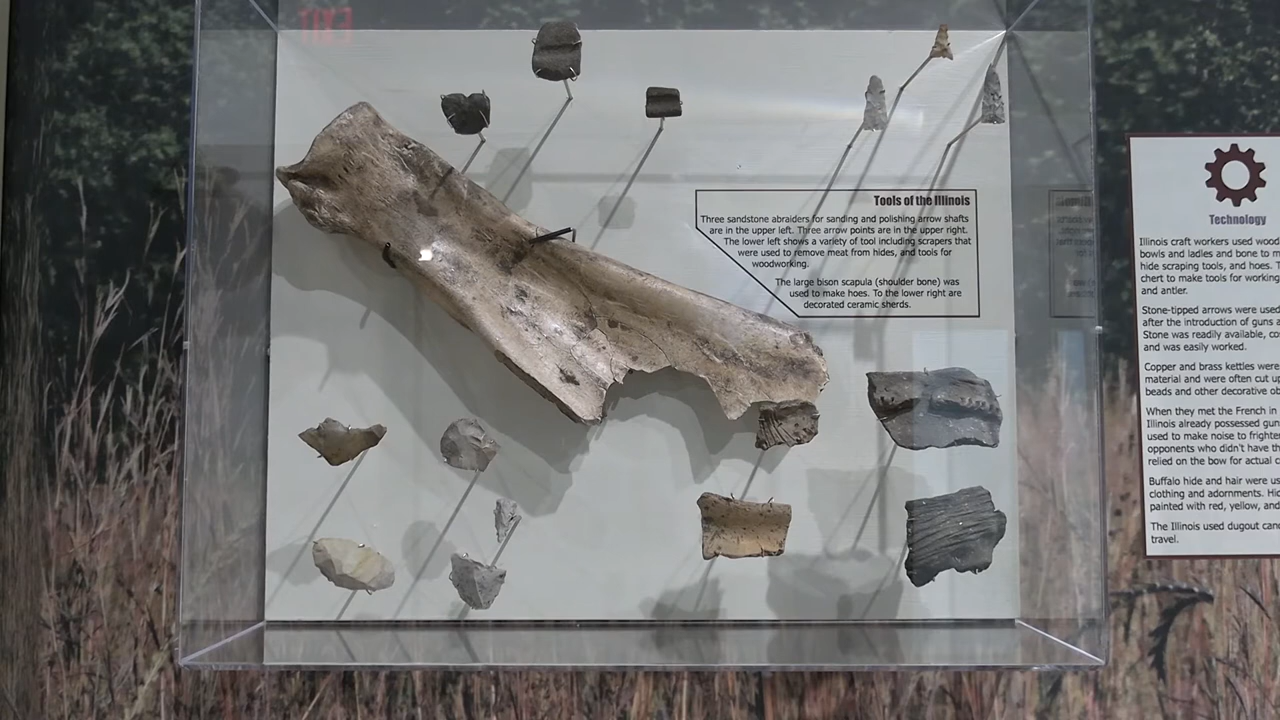 EXIT
Tools of the Illinois
Three sandstone abraiders for sanding and polishing arrow shafts
are in the upper left. Three arrow points are in the upper right.
The lower left shows a variety of tool including scrapers that
were used to remove meat from hides, and tools for
woodworking.
The large bison scapula (shoulder bone) was
used to make hoes. To the lower right are
decorated ceramic sherds.
Technology
Illinois craft workers used wood
bowls and ladles and bone to m
hide scraping tools, and hoes. T
chert to make tools for working
and antler.
Stone-tipped arrows were used
after the introduction of guns a
Stone was readily available, co
and was easily worked.
Copper and brass kettles were
material and were often cut up
beads and other decorative ob
When they met the French in
Illinois already possessed gun
used to make noise to frighten
opponents who didn't have th
relied on the bow for actual c
Buffalo hide and hair were us
clothing and adornments. Hi
painted with red, yellow, and
The Illinois used dugout cano
travel.